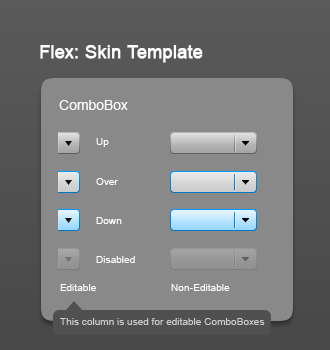 Flex: Skin Template
ComboBox
Up
Over
Down
Disabled
Editable
Non-Editable
This column is used for editable ComboBoxes